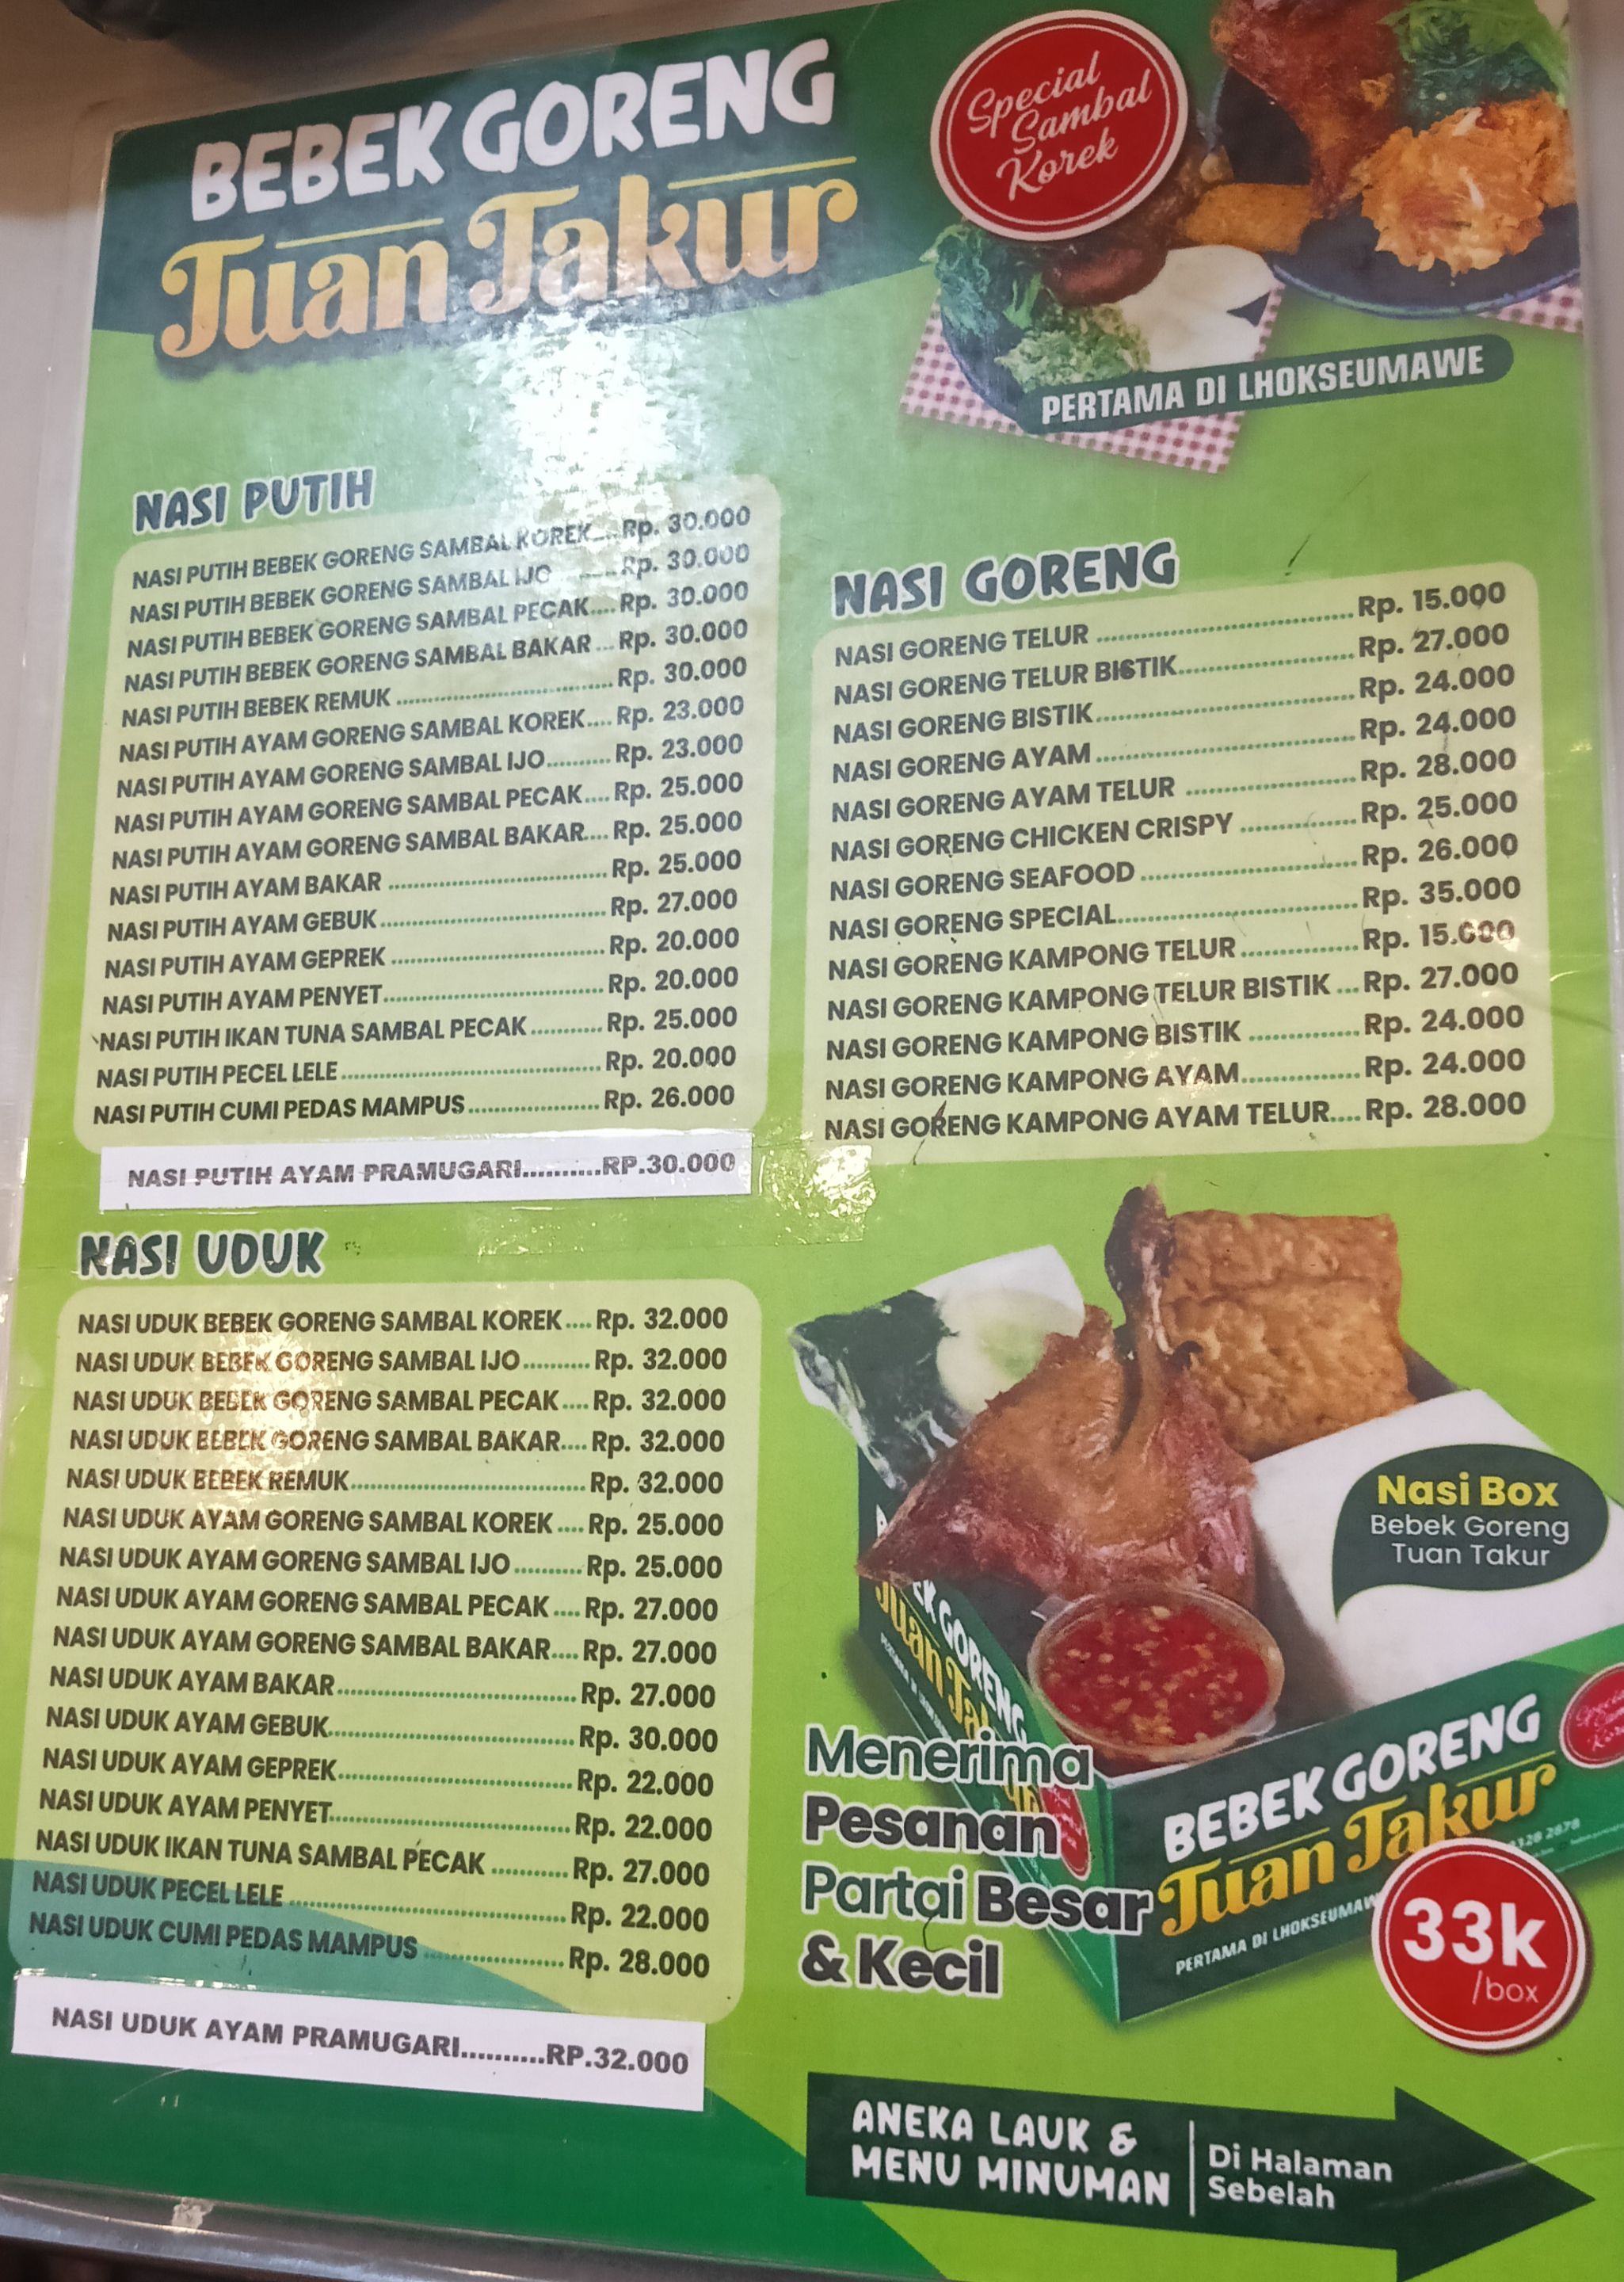 BEBEK GORENG
Tuan Takur
Special
Sambal
Korek
PERTAMA DI LHOKSEUMAWE
NASI PUTIH
NASI PUTIH BEBEK GORENG SAMBAL KOREK.... Rp. 30.000
NASI PUTIH BEBEK GORENG SAMBAL IJO ........ Rp. 30.000
NASI PUTIH BEBEK GORENG SAMBAL PECAK.... Rp. 30.000
NASI PUTIH BEBEK GORENG SAMBAL BAKAR ... Rp. 30.000
NASI PUTIH BEBEK REMUK ........ Rp. 30.000
NASI PUTIH AYAM GORENG SAMBAL KOREK.... Rp. 23.000
NASI PUTIH AYAM GORENG SAMBAL IJO.......... Rp. 23.000
NASI PUTIH AYAM GORENG SAMBAL PECAK.... Rp. 25.000
NASI PUTIH AYAM GORENG SAMBAL BAKAR.... Rp. 25.000
NASI PUTIH AYAM BAKAR ........ Rp. 25.000
NASI PUTIH AYAM GEBUK........ Rp. 27.000
NASI PUTIH AYAM GEPREK ........ Rp. 20.000
NASI PUTIH AYAM PENYET........ Rp. 20.000
NASI PUTIH IKAN TUNA SAMBAL PECAK ........... Rp. 25.000
NASI PUTIH PECEL LELE ........ Rp. 20.000
NASI PUTIH CUMI PEDAS MAMPUS........ Rp. 26.000
NASI PUTIH AYAM PRAMUGARI..........RP.30.000
NASI GORENG
NASI GORENG TELUR ........ Rp. 15.000
NASI GORENG TELUR BISTIK........ Rp. 27.000
NASI GORENG BISTIK........ Rp. 24.000
NASI GORENG AYAM ........ Rp. 24.000
NASI GORENG AYAM TELUR ........ Rp. 28.000
NASI GORENG CHICKEN CRISPY ........ Rp. 25.000
NASI GORENG SEAFOOD ........ Rp. 26.000
NASI GORENG SPECIAL........ Rp. 35.000
NASI GORENG KAMPONG TELUR ........ Rp. 15.000
NASI GORENG KAMPONG TELUR BISTIK ... Rp. 27.000
NASI GORENG KAMPONG BISTIK ........ Rp. 24.000
NASI GORENG KAMPONG AYAM........ Rp. 24.000
NASI GORENG KAMPONG AYAM TELUR.... Rp. 28.000
NASI UDUK
NASI UDUK BEBEK GORENG SAMBAL KOREK .... Rp. 32.000
NASI UDUK BEBEK GORENG SAMBAL IJO .......... Rp. 32.000
NASI UDUK BEBEK GORENG SAMBAL PECAK .... Rp. 32.000
NASI UDUK BEBEK GORENG SAMBAL BAKAR.... Rp. 32.000
NASI UDUK BEBEK REMUK........ Rp. 32.000
NASI UDUK AYAM GORENG SAMBAL KOREK .... Rp. 25.000
NASI UDUK AYAM GORENG SAMBAL IJO .......... Rp. 25.000
NASI UDUK AYAM GORENG SAMBAL PECAK .... Rp. 27.000
NASI UDUK AYAM GORENG SAMBAL BAKAR.... Rp. 27.000
NASI UDUK AYAM BAKAR........ Rp. 27.000
NASI UDUK AYAM GEBUK........ Rp. 30.000
NASI UDUK AYAM GEPREK........ Rp. 22.000
NASI UDUK AYAM PENYET........ Rp. 22.000
NASI UDUK IKAN TUNA SAMBAL PECAK ........... Rp. 27.000
NASI UDUK PECEL LELE ........ Rp. 22.000
NASI UDUK CUMI PEDAS MAMPUS ........ Rp. 28.000
NASI UDUK AYAM PRAMUGARI..........RP.32.000
Nasi Box
Bebek Goreng
Tuan Takur
BEBEK GORENG
Tuan Takur
PERTAMA DI LHOKSEUMAW
Menerima
Pesanan
Partai Besar
& Kecil
33k
/box
ANEKA LAUK &
MENU MINUMAN
Di Halaman
Sebelah